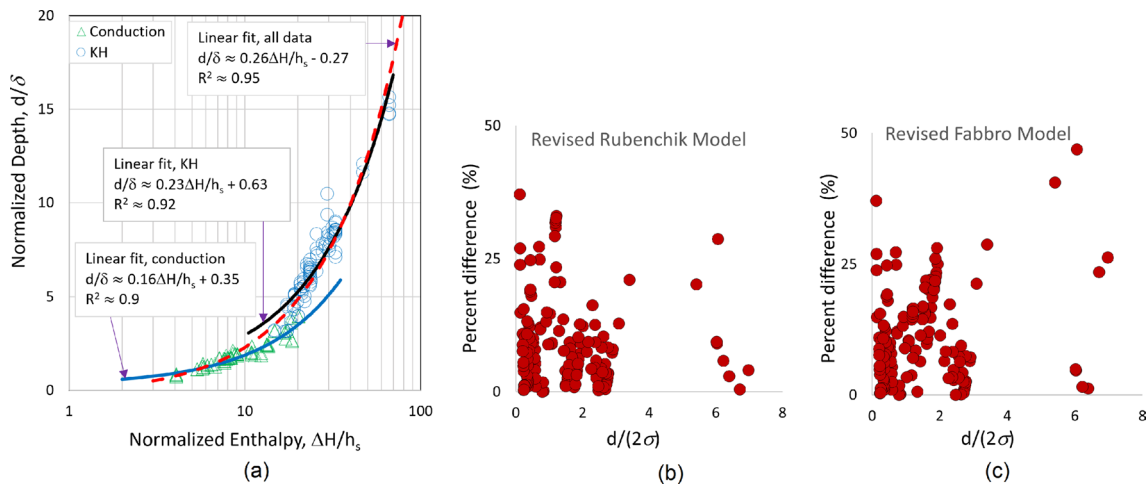 20
15
10
5
0
1
10
100
Normalized Depth, d/δ
Normalized Enthalpy, ΔH/hₛ
Conduction
KH
Linear fit, all data
d/δ ≈ 0.26ΔH/hₛ - 0.27
R² ≈ 0.95
Linear fit, KH
d/δ ≈ 0.23ΔH/hₛ + 0.63
R² ≈ 0.92
Linear fit, conduction
d/δ ≈ 0.16ΔH/hₛ + 0.35
R² ≈ 0.9
(a)
Revised Rubenchik Model
50
25
0
Percent difference (%)
0 2 4 6 8
d/(2σ)
(b)
Revised Fabbro Model
50
25
0
Percent difference (%)
0 2 4 6 8
d/(2σ)
(c)